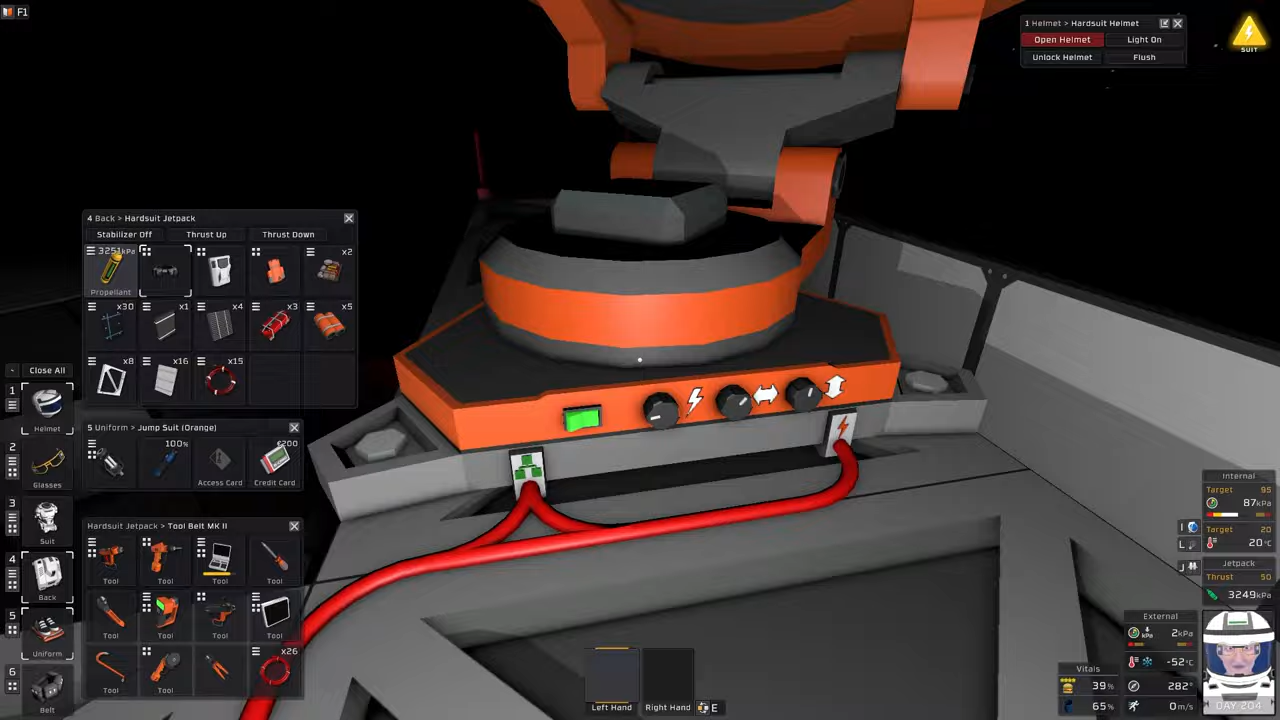 F1
1 Helmet > Hardsuit Helmet
Open Helmet
Light On
Unlock Helmet
Flush
SUIT
4 Back > Hardsuit Jetpack
Stabilizer Off
Thrust Up
Thrust Down
3251kPa
x2
Propellant
x30
x1
x4
x3
x5
x8
x16
x15
- Close All
1
Helmet
2
Glasses
3
Suit
4
Back
5
Uniform
6
Belt
5 Uniform > Jump Suit (Orange)
100%
€200
Access Card
Credit Card
Hardsuit Jetpack > Tool Belt MK II
Tool
Tool
Tool
Tool
Tool
Tool
Tool
Tool
x26
Tool
Tool
Left Hand
Right Hand
E
Internal
Target 95
87kPa
Target 20
20°C
I
L
J
Jetpack
Thrust 50
3249kPa
External
kPa
2kPa
-52°C
282°
0m/s
Vitals
39%
65%
DAY 204